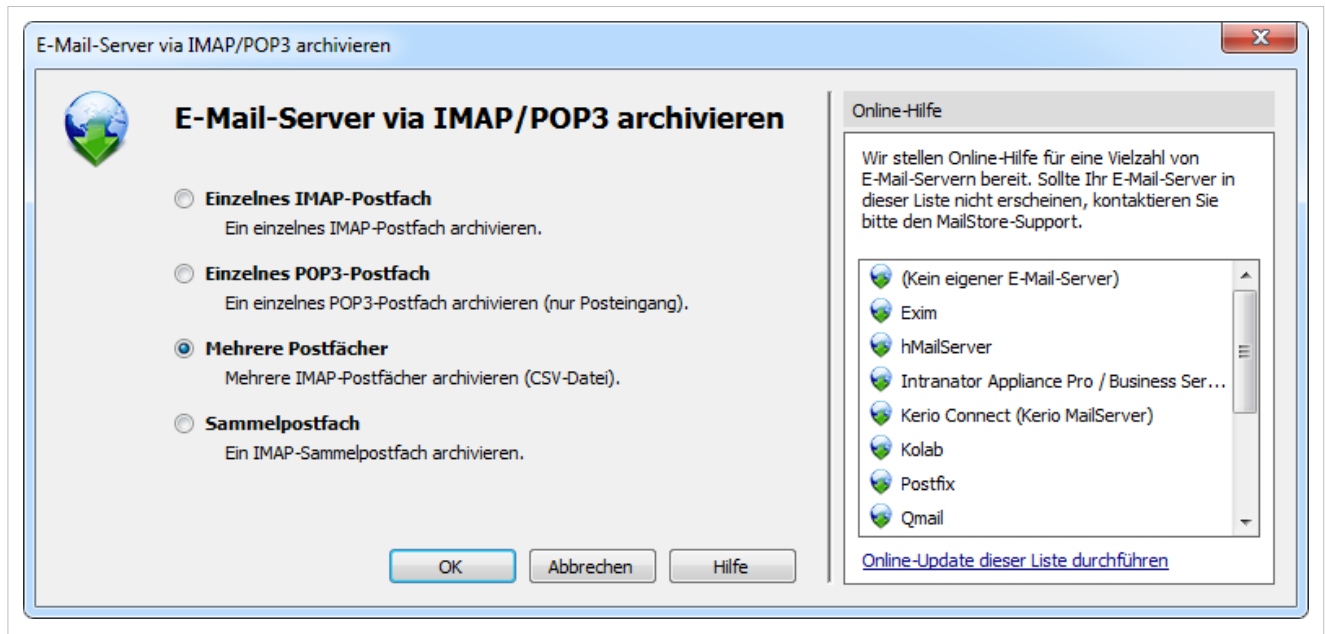 E-Mail-Server via IMAP/POP3 archivieren
E-Mail-Server via IMAP/POP3 archivieren
Einzelnes IMAP-Postfach
Ein einzelnes IMAP-Postfach archivieren.
Einzelnes POP3-Postfach
Ein einzelnes POP3-Postfach archivieren (nur Posteingang).
Mehrere Postfächer
Mehrere IMAP-Postfächer archivieren (CSV-Datei).
Sammelpostfach
Ein IMAP-Sammelpostfach archivieren.
OK
Abbrechen
Hilfe
Online-Hilfe
Wir stellen Online-Hilfe für eine Vielzahl von
E-Mail-Servern bereit. Sollte Ihr E-Mail-Server in
dieser Liste nicht erscheinen, kontaktieren Sie
bitte den MailStore-Support.
(Kein eigener E-Mail-Server)
Exim
hMailServer
Intranator Appliance Pro / Business Ser...
Kerio Connect (Kerio MailServer)
Kolab
Postfix
Qmail
Online-Update dieser Liste durchführen